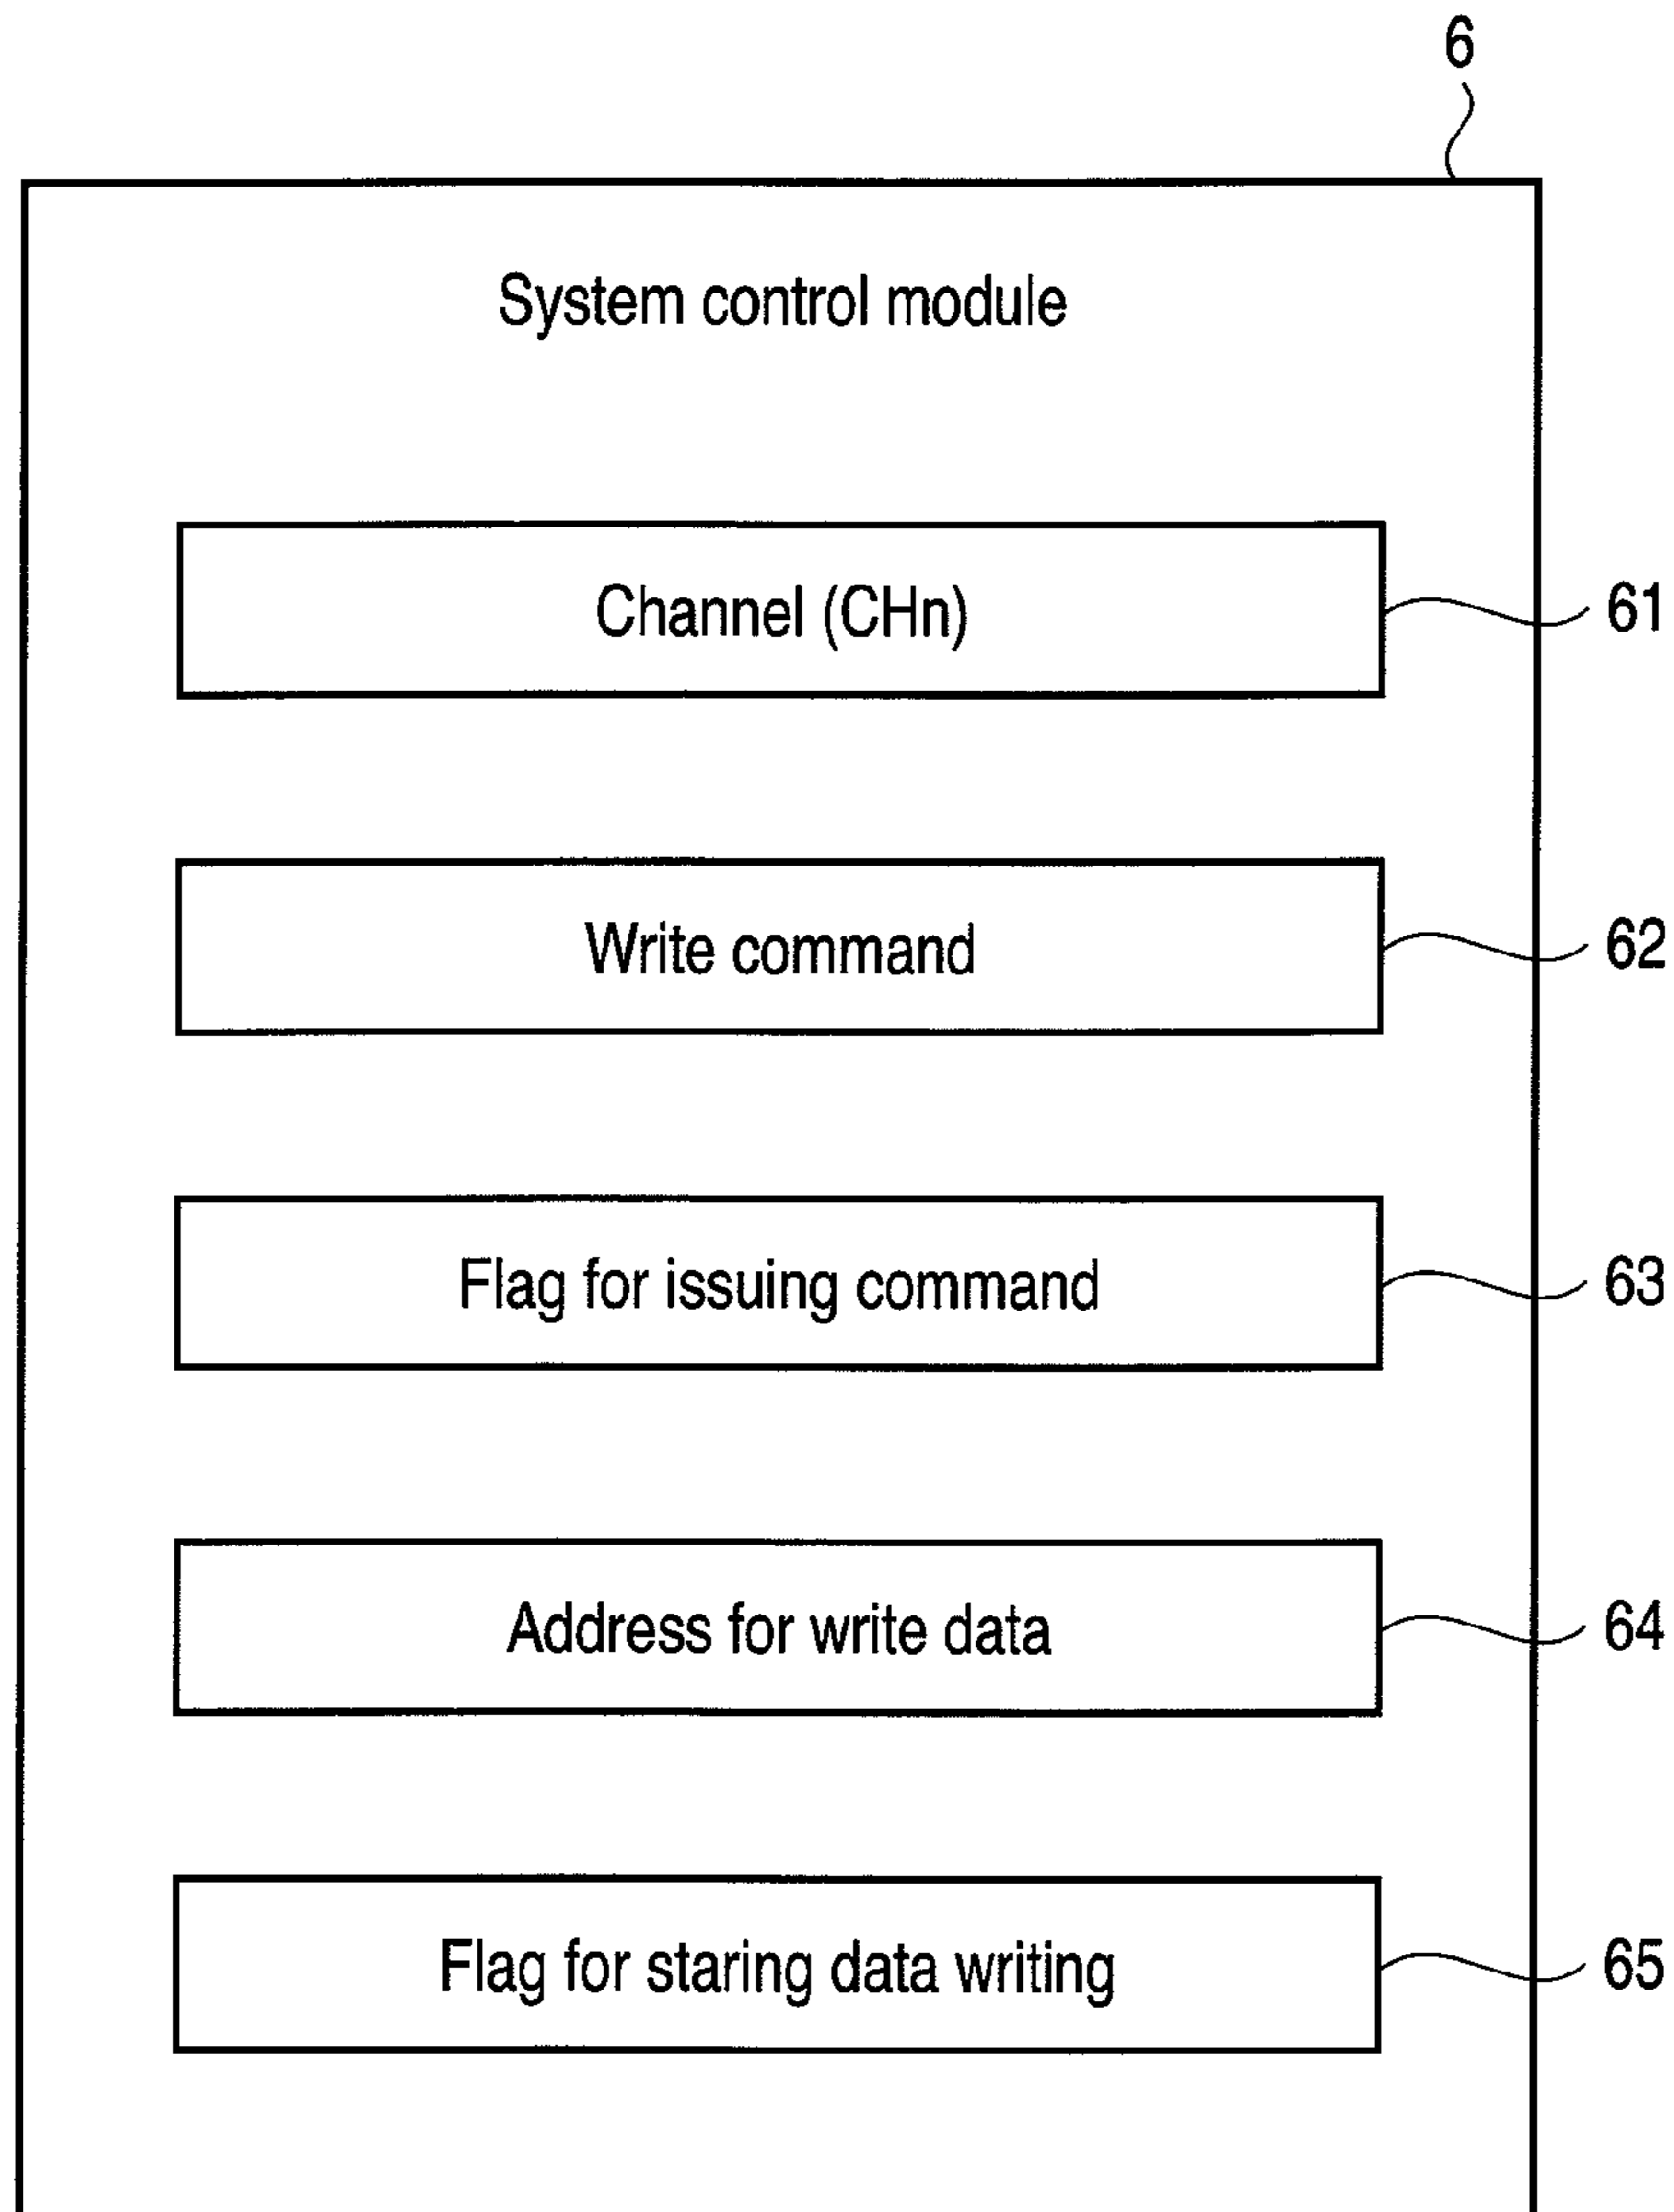 6
System control module
Channel (CHn) 61
Write command 62
Flag for issuing command 63
Address for write data 64
Flag for staring data writing 65